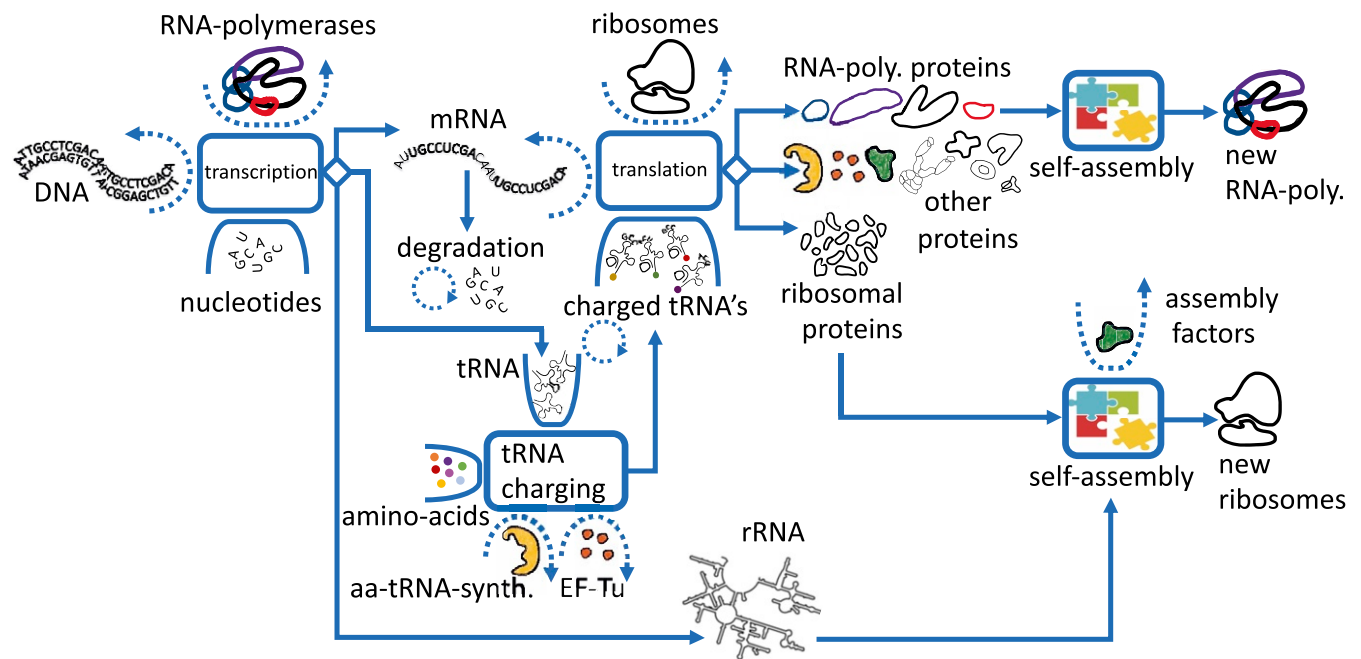 RNA-polymerases
ribosomes
RNA-poly. proteins
mRNA
DNA
transcription
translation
self-assembly
new
RNA-poly.
AUUGCCUCGACAAUUGCCUCGACA
other
proteins
degradation
nucleotides
charged tRNA's
ribosomal
proteins
assembly
factors
tRNA
tRNA
charging
self-assembly
new
ribosomes
amino-acids
rRNA
aa-tRNA-synth.
EF-Tu